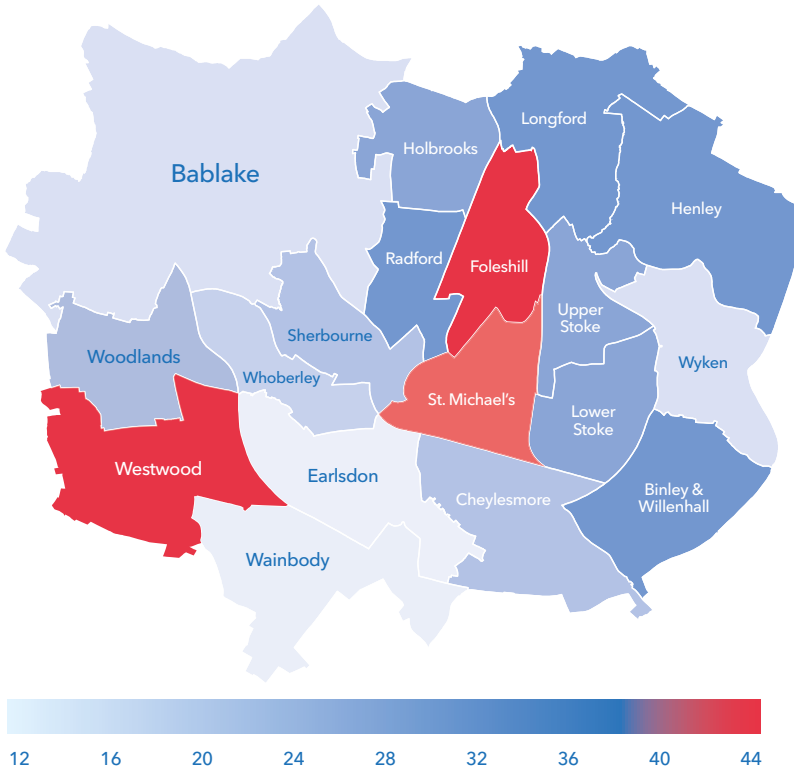 Longford
Holbrooks
Bablake
Henley
Radford
Foleshill
Upper
Stoke
Sherbourne
Woodlands
Wyken
Whoberley
St. Michael's
Lower
Stoke
Westwood
Earlsdon
Binley &
Willenhall
Cheylesmore
Wainbody
12 16 20 24 28 32 36 40 44